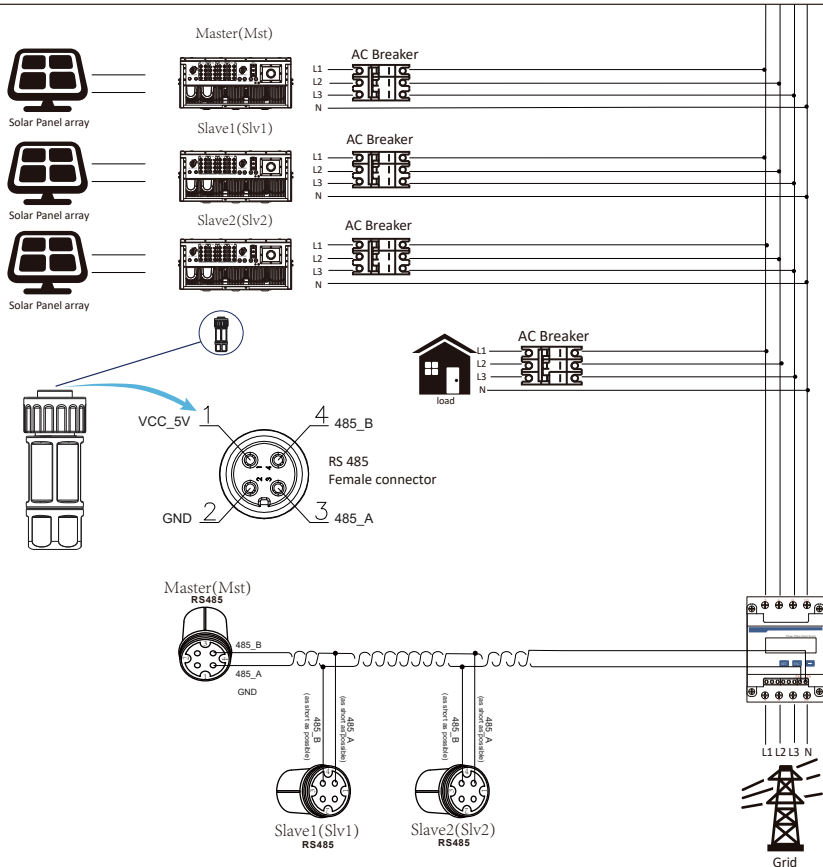 Master(Mst)
AC Breaker
L1
L2
L3
N
Solar Panel array
Slave1(Slv1)
AC Breaker
L1
L2
L3
N
Solar Panel array
Slave2(Slv2)
AC Breaker
L1
L2
L3
N
Solar Panel array
AC Breaker
L1
L2
L3
N
load
VCC_5V 1
4 485_B
GND 2
3 485_A
1 4
2 3
RS 485
Female connector
Master(Mst)
RS485
485_B
485_A
GND
485_B
(as short as possible)
485_A
(as short as possible)
485_B
(as short as possible)
485_A
(as short as possible)
Slave1(Slv1)
RS485
Slave2(Slv2)
RS485
L1 L2 L3 N
Grid